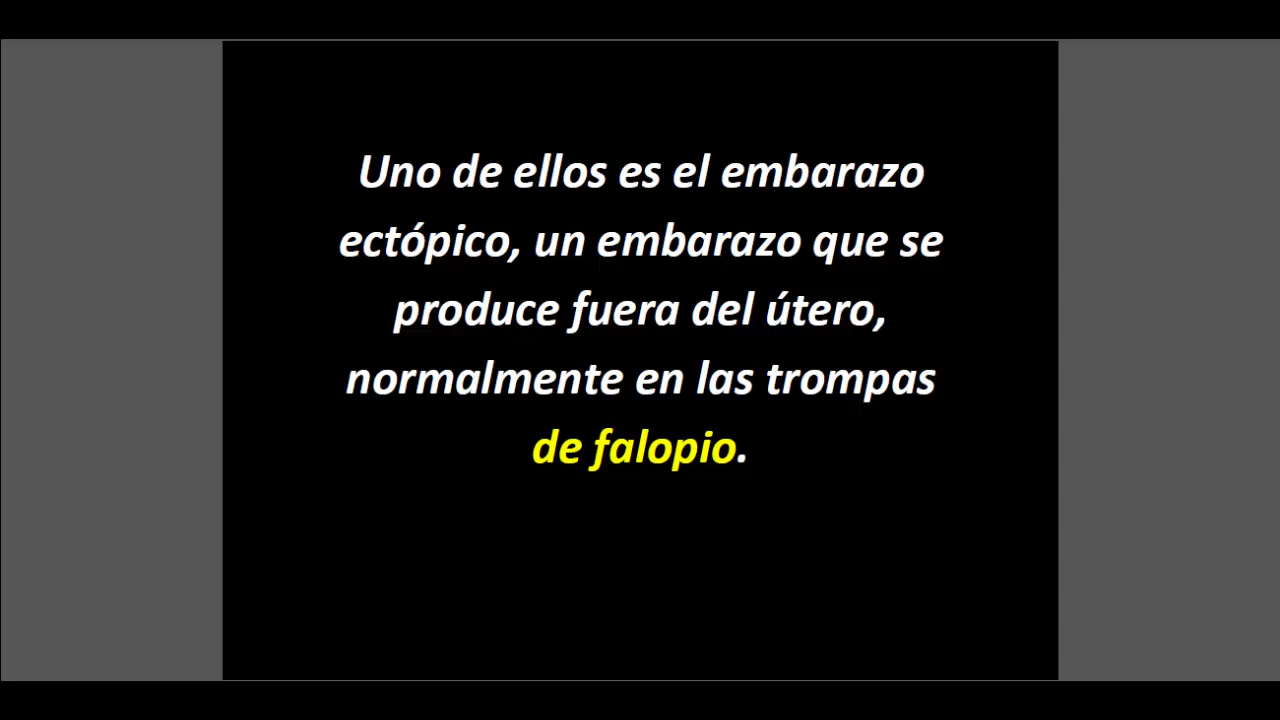 Uno de ellos es el embarazo
ectópico, un embarazo que se
produce fuera del útero,
normalmente en las trompas
de falopio.